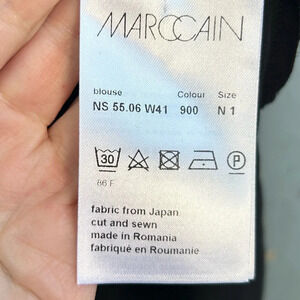 MARCCAIN
blouse Colour Size
NS 55.06 W41 900 N 1
30 P
86 F
fabric from Japan
cut and sewn
made in Romania
fabriqué en Roumanie